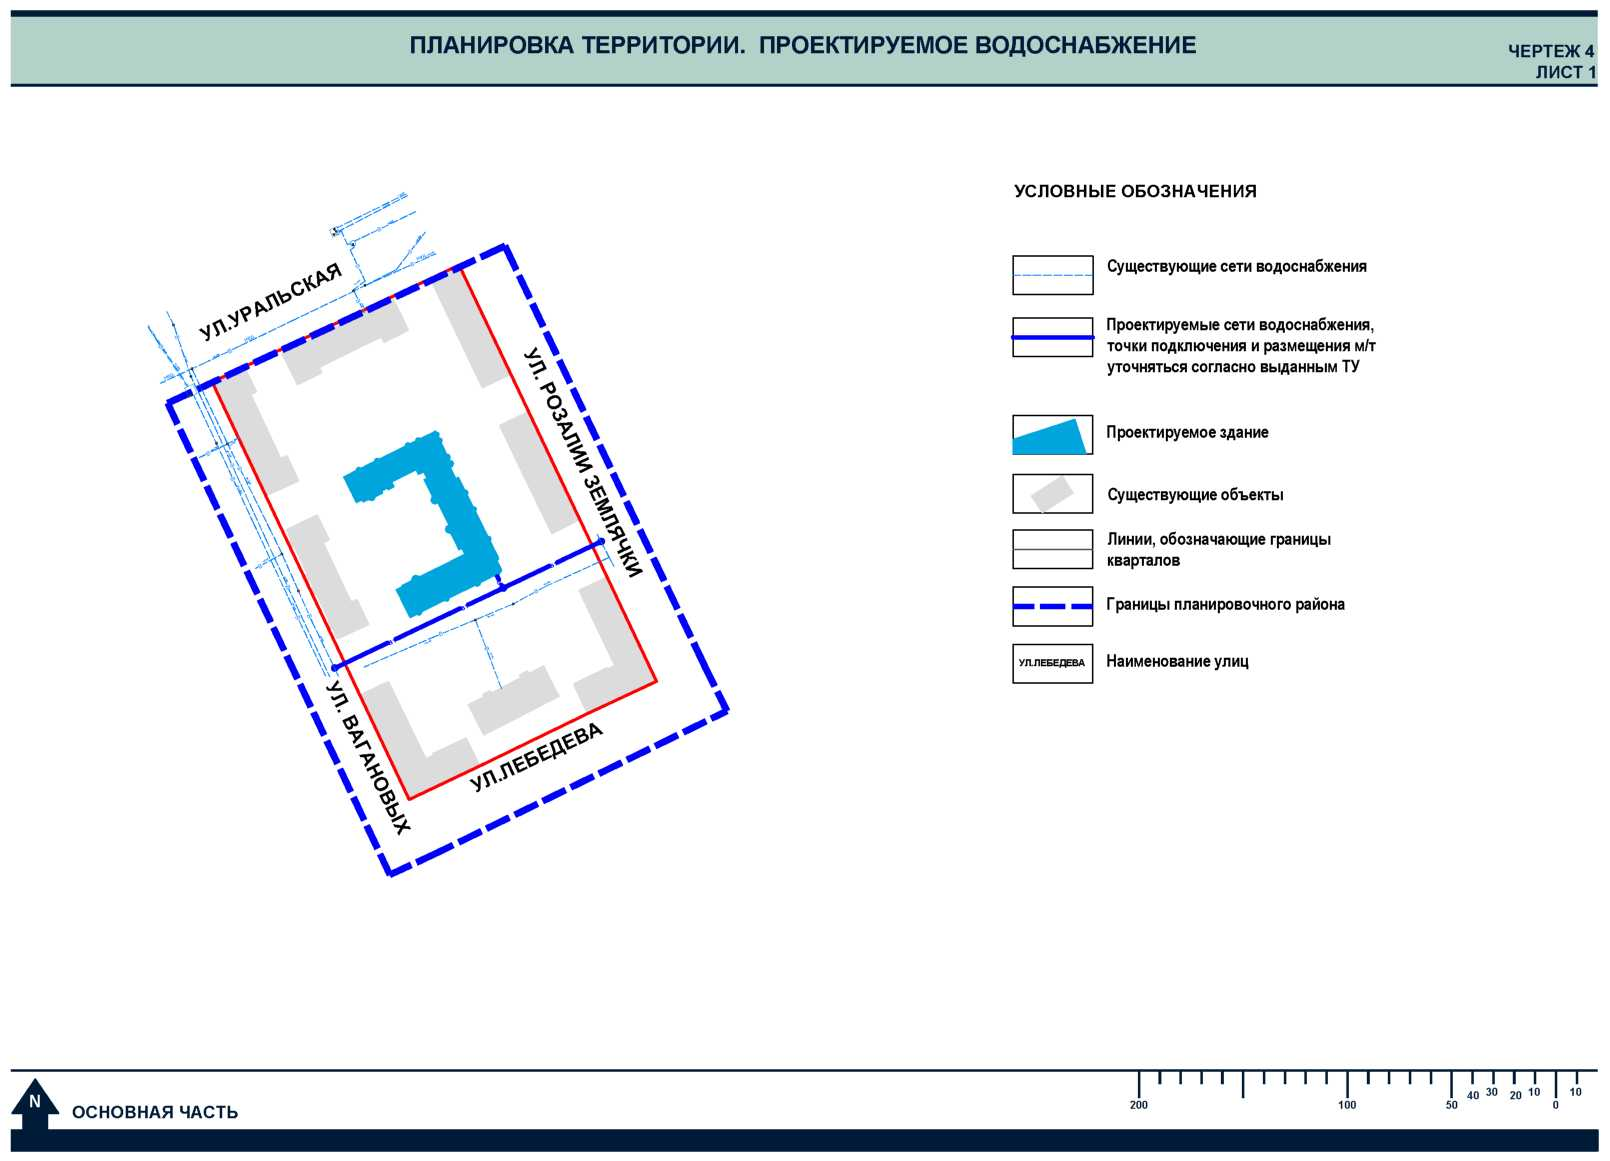 ПЛАНИРОВКА ТЕРРИТОРИИ. ПРОЕКТИРУЕМОЕ ВОДОСНАБЖЕНИЕ
ЧЕРТЕЖ 4
ЛИСТ 1
УСЛОВНЫЕ ОБОЗНАЧЕНИЯ
Существующие сети водоснабжения
Проектируемые сети водоснабжения,
точки подключения и размещения м/т
уточняться согласно выданным ТУ
Проектируемое здание
Существующие объекты
Линии, обозначающие границы
кварталов
Границы планировочного района
УЛ.ЛЕБЕДЕВА
Наименование улиц
УЛ.УРАЛЬСКАЯ
УЛ. РОЗАЛИИ ЗЕМЛЯЧКИ
УЛ. ВАГАНОВЫХ
УЛ.ЛЕБЕДЕВА
N
ОСНОВНАЯ ЧАСТЬ
200 100 50 40 30 20 10 0 10